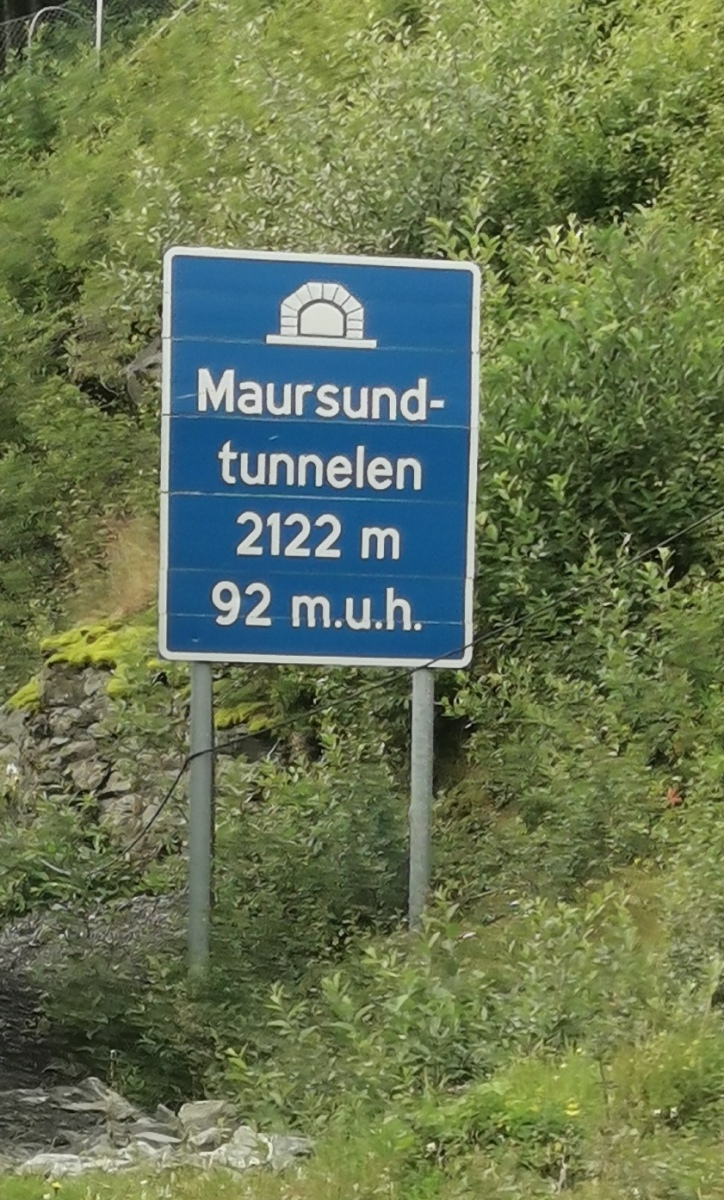 Maursund-
tunnelen
2122 m
92 m.u.h.